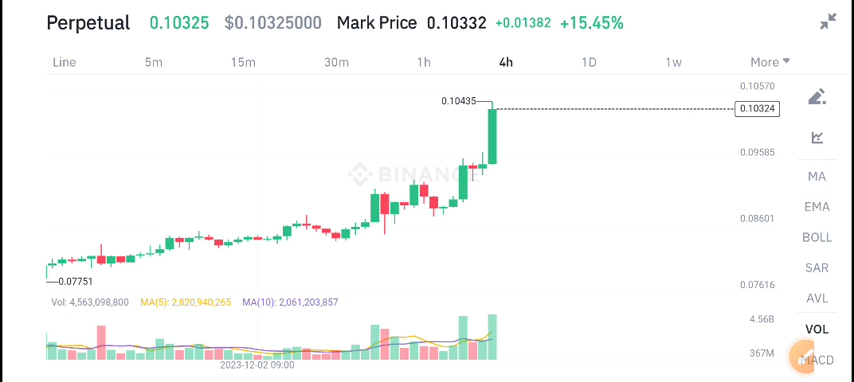 Perpetual 0.10325 $0.10325000 Mark Price 0.10332 +0.01382 +15.45%
Line 5m 15m 30m 1h 4h 1D 1w More
0.10570
0.10435
0.10324
0.09585
BINANCE
MA
EMA
0.08601
BOLL
SAR
0.07751
0.07616
AVL
Vol: 4,563,098,800 MA(5): 2,820,940,265 MA(10): 2,061,203,857
4.56B
VOL
367M
MACD
2023-12-02 09:00